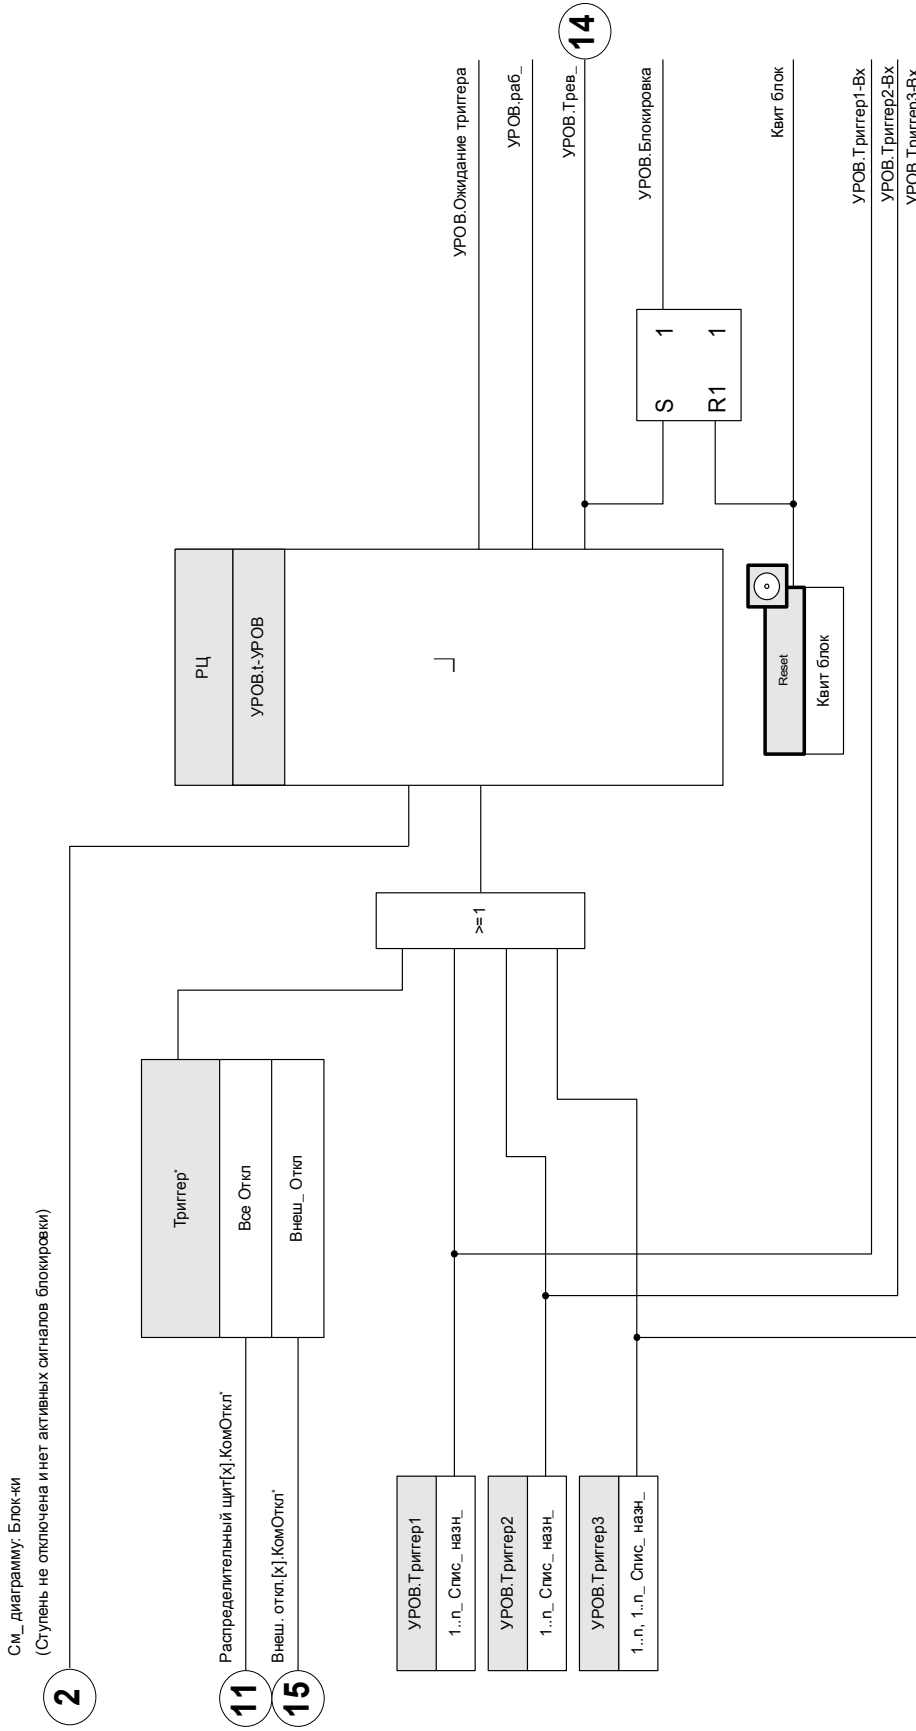 См_ диаграмму: Блок-ки
(Ступень не отключена и нет активных сигналов блокировки)
2
Распределительный щит[x].КомОткл*
11
Внеш. откл.[x].КомОткл*
15
Триггер*
Все Откл
Внеш_ Откл
УРОВ.Триггер1
1..n_ Спис_ назн_
УРОВ.Триггер2
1..n_ Спис_ назн_
УРОВ.Триггер3
1..n, 1..n_ Спис_ назн_
>=1
РЦ
УРОВ.t-УРОВ
Reset
Квит блок
S 1
R1 1
УРОВ.Ожидание триггера
УРОВ.раб_
УРОВ.Трев_
14
УРОВ.Блокировка
Квит блок
УРОВ.Триггер1-Вх
УРОВ.Триггер2-Вх
УРОВ.Триггер3-Вх